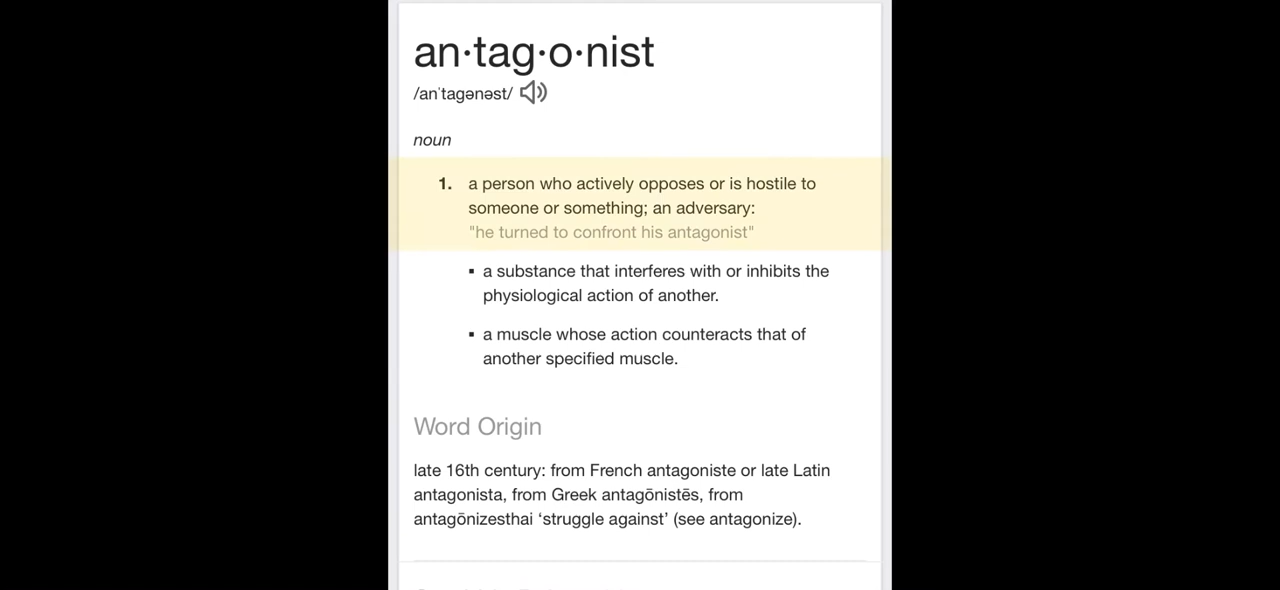 an·tag·o·nist
/anˈtagənəst/
noun
1. a person who actively opposes or is hostile to
someone or something; an adversary:
"he turned to confront his antagonist"
▪ a substance that interferes with or inhibits the
physiological action of another.
▪ a muscle whose action counteracts that of
another specified muscle.
Word Origin
late 16th century: from French antagoniste or late Latin
antagonista, from Greek antagōnistēs, from
antagōnizesthai ‘struggle against’ (see antagonize).